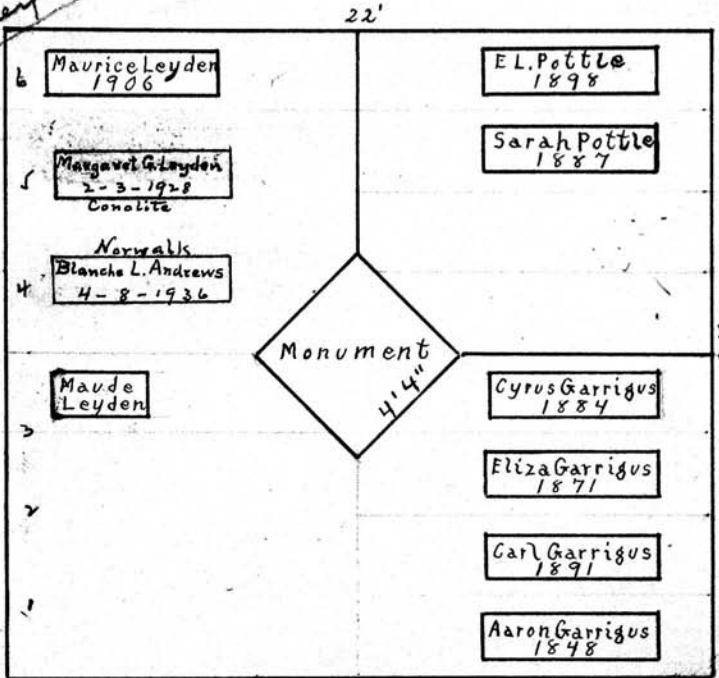 22'
6
Maurice Leyden
1906
5
Margaret G. Leyden
2-3-1928
Conolite
Norwalk
4
Blanche L. Andrews
4-8-1936
Maude
Leyden
3
2
1
E L. Pottle
1898
Sarah Pottle
1887
Monument
4'4"
Cyrus Garrigus
1884
Eliza Garrigus
1871
Carl Garrigus
1891
Aaron Garrigus
1848